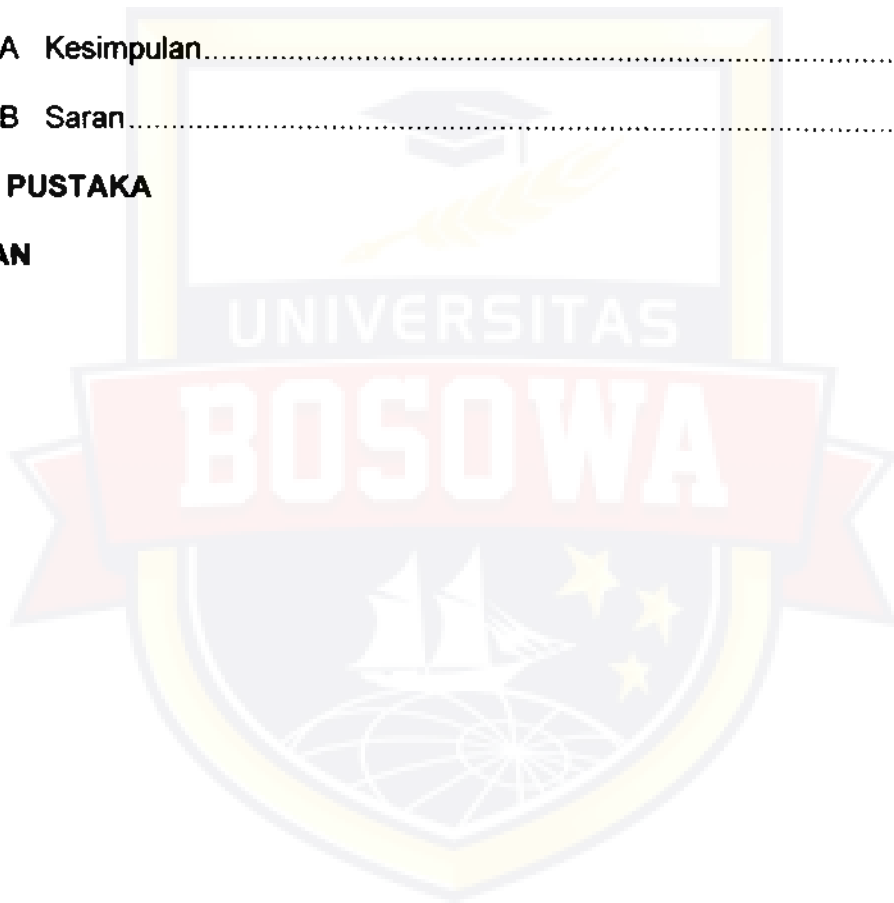 A Kesimpulan
B Saran
PUSTAKA
AN
UNIVERSITAS
BOSOWA